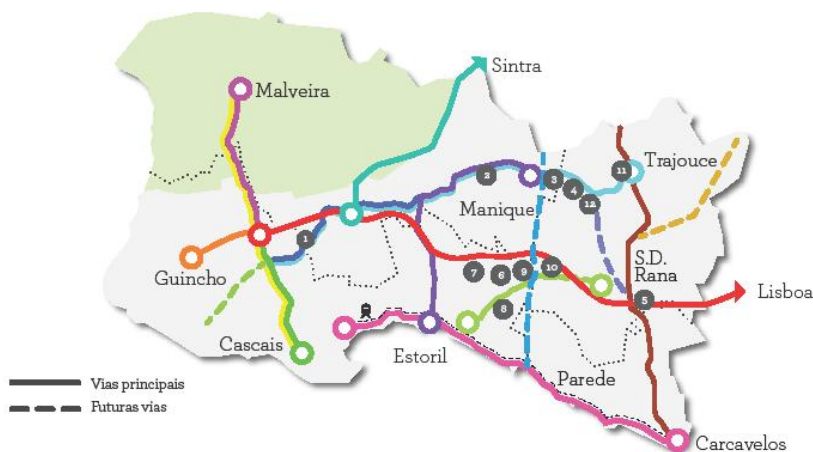 Sintra
Malveira
11
Trajouce
2
3
4
12
Manique
1
S.D.
Rana
Guincho
7
6
9
10
5
Lisboa
8
Cascais
Estoril
Parede
Vias principais
Futuras vias
Carcavelos